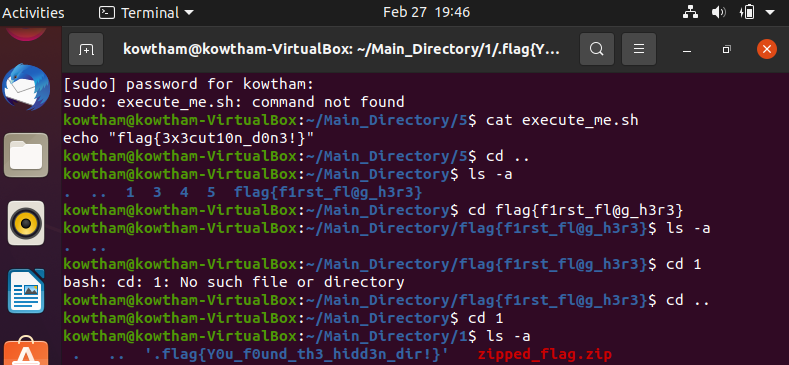 Activities Terminal Feb 27 19:46
kowtham@kowtham-VirtualBox: ~/Main_Directory/1/.flag{Y...
[sudo] password for kowtham:
sudo: execute_me.sh: command not found
kowtham@kowtham-VirtualBox:~/Main_Directory/5$ cat execute_me.sh
echo "flag{3x3cut10n_d0n3!}"
kowtham@kowtham-VirtualBox:~/Main_Directory/5$ cd ..
kowtham@kowtham-VirtualBox:~/Main_Directory$ ls -a
. .. 1 3 4 5 flag{f1rst_fl@g_h3r3}
kowtham@kowtham-VirtualBox:~/Main_Directory$ cd flag{f1rst_fl@g_h3r3}
kowtham@kowtham-VirtualBox:~/Main_Directory/flag{f1rst_fl@g_h3r3}$ ls -a
. ..
kowtham@kowtham-VirtualBox:~/Main_Directory/flag{f1rst_fl@g_h3r3}$ cd 1
bash: cd: 1: No such file or directory
kowtham@kowtham-VirtualBox:~/Main_Directory/flag{f1rst_fl@g_h3r3}$ cd ..
kowtham@kowtham-VirtualBox:~/Main_Directory$ cd 1
kowtham@kowtham-VirtualBox:~/Main_Directory/1$ ls -a
. .. '.flag{Y0u_f0und_th3_hidd3n_dir!}' zipped_flag.zip